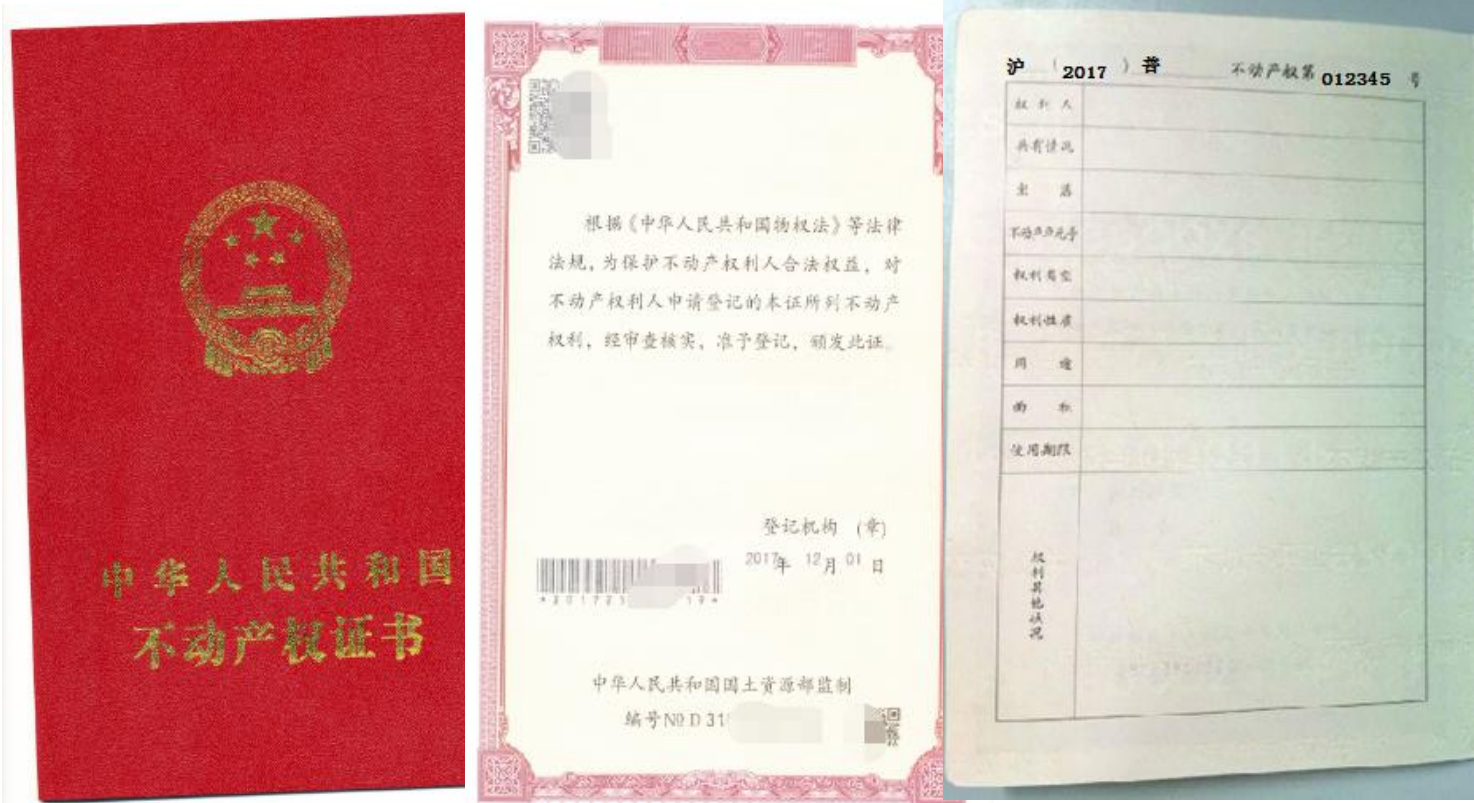 中华人民共和国
不动产权证书
根据《中华人民共和国物权法》等法律
法规,为保护不动产权利人合法权益,对
不动产权利人申请登记的本证所列不动产
权利,经审查核实,准予登记,颁发此证。
登记机构 (章)
2017年 12月 01日
中华人民共和国国土资源部监制
编号№ D 31
沪 (2017) 普 不动产权第 012345 号
权利人
共有情况
坐 落
不动产单元号
权利类型
权利性质
用 途
面 积
使用期限
权利其他状况